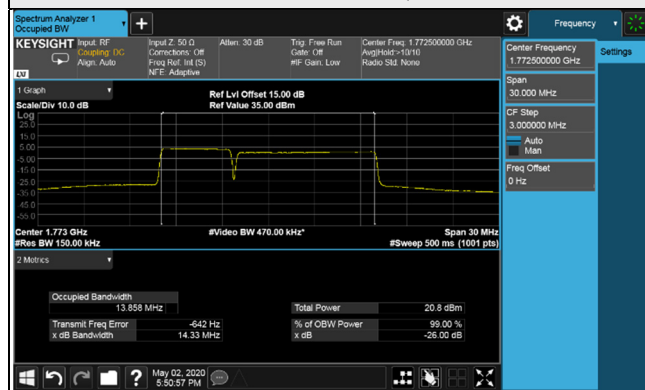 Spectrum Analyzer 1
Occupied BW
Frequency
KEYSIGHT
Input: RF
Coupling: DC
Align: Auto
Input Z: 50 Ω
Corrections: Off
Freq Ref: Int (S)
NFE: Adaptive
Atten: 30 dB
Trig: Free Run
Gate: Off
#IF Gain: Low
Center Freq: 1.772500000 GHz
Avg|Hold:>10/10
Radio Std: None
LXI
Center Frequency
1.772500000 GHz
Settings
Span
30.000 MHz
CF Step
3.000000 MHz
Auto
Man
Freq Offset
0 Hz
1 Graph
Scale/Div 10.0 dB
Ref Lvl Offset 15.00 dB
Ref Value 35.00 dBm
Log
25.0
15.0
5.00
-5.00
-15.0
-25.0
-35.0
-45.0
-55.0
Center 1.773 GHz
#Res BW 150.00 kHz
#Video BW 470.00 kHz*
Span 30 MHz
#Sweep 500 ms (1001 pts)
2 Metrics
Occupied Bandwidth
13.858 MHz
Total Power 20.8 dBm
Transmit Freq Error -642 Hz
% of OBW Power 99.00 %
x dB Bandwidth 14.33 MHz
x dB -26.00 dB
?
May 02, 2020
5:50:57 PM